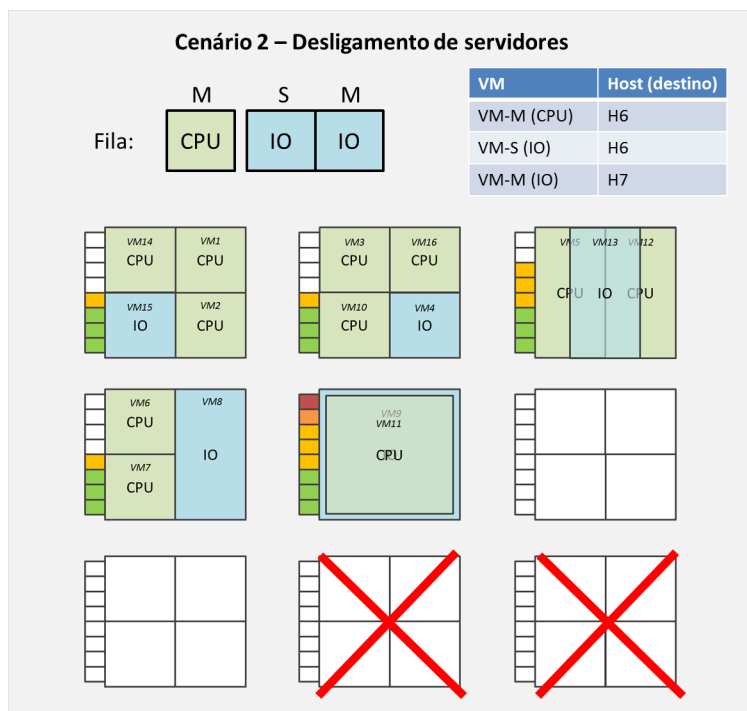 Cenário 2 – Desligamento de servidores
M S M
Fila: CPU IO IO
VM Host (destino)
VM-M (CPU) H6
VM-S (IO) H6
VM-M (IO) H7
VM14 VM1
CPU CPU
VM15 VM2
IO CPU
VM3 VM16
CPU CPU
VM10 VM4
CPU IO
VM5 VM13 VM12
CPU IO CPU
VM6 VM8
CPU
IO
VM7
CPU
VM9
VM11
CPU